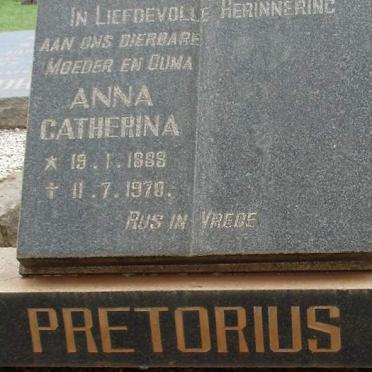 IN LIEFDEVOLLE HERINNERING
AAN ONS DIERBARE
MOEDER EN OUMA
ANNA
CATHERINA
* 19.1.1889
† 11.7.1970.
RUS IN VREDE
PRETORIUS